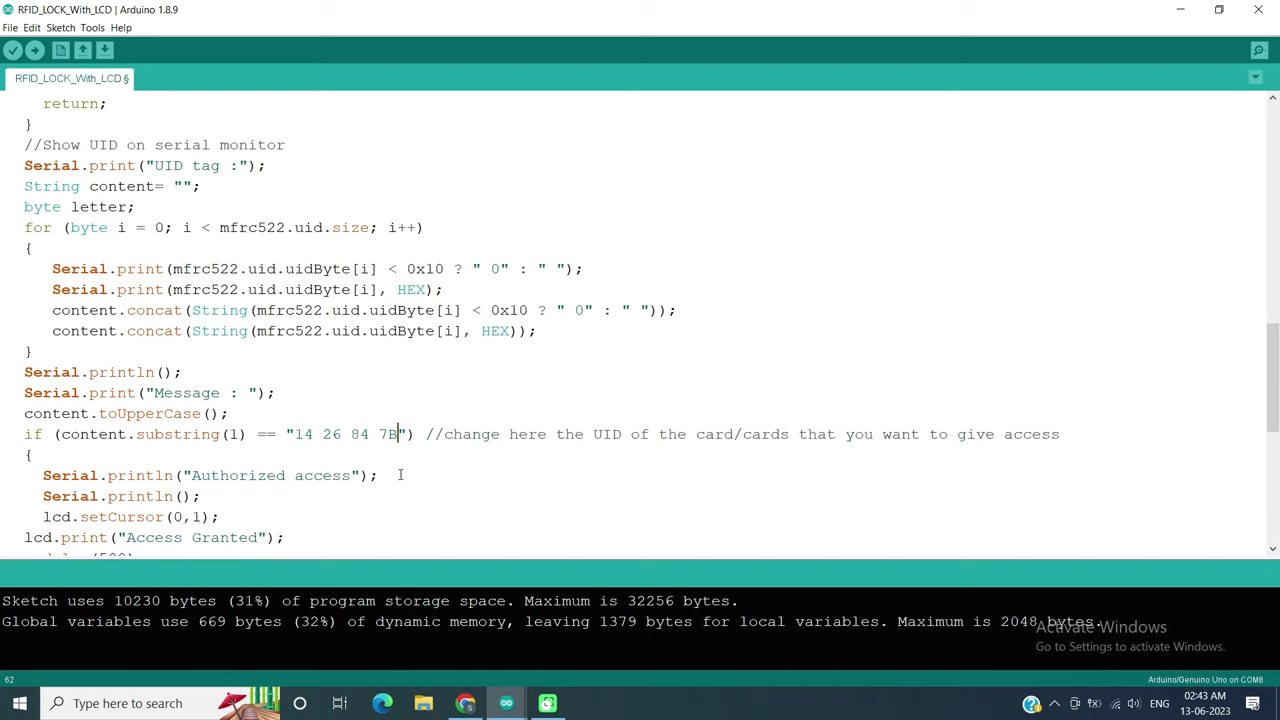 RFID_LOCK_With_LCD | Arduino 1.8.9
File Edit Sketch Tools Help
RFID_LOCK_With_LCD §
return;
}
//Show UID on serial monitor
Serial.print("UID tag :");
String content= "";
byte letter;
for (byte i = 0; i < mfrc522.uid.size; i++)
{
Serial.print(mfrc522.uid.uidByte[i] < 0x10 ? " 0" : " ");
Serial.print(mfrc522.uid.uidByte[i], HEX);
content.concat(String(mfrc522.uid.uidByte[i] < 0x10 ? " 0" : " "));
content.concat(String(mfrc522.uid.uidByte[i], HEX));
}
Serial.println();
Serial.print("Message : ");
content.toUpperCase();
if (content.substring(1) == "14 26 84 7B") //change here the UID of the card/cards that you want to give access
{
Serial.println("Authorized access");
Serial.println();
lcd.setCursor(0,1);
lcd.print("Access Granted");
Sketch uses 10230 bytes (31%) of program storage space. Maximum is 32256 bytes.
Global variables use 669 bytes (32%) of dynamic memory, leaving 1379 bytes for local variables. Maximum is 2048 bytes.
Activate Windows
Go to Settings to activate Windows.
62
Arduino/Genuino Uno on COM8
Type here to search
ENG
02:43 AM
13-06-2023